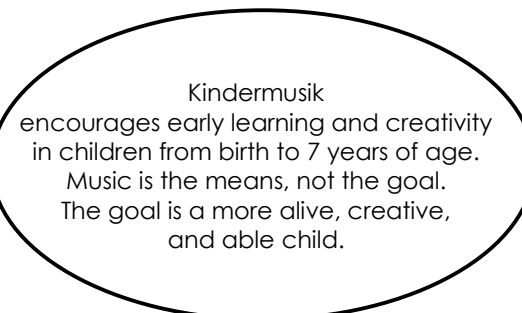 Kindermusik
encourages early learning and creativity
in children from birth to 7 years of age.
Music is the means, not the goal.
The goal is a more alive, creative,
and able child.